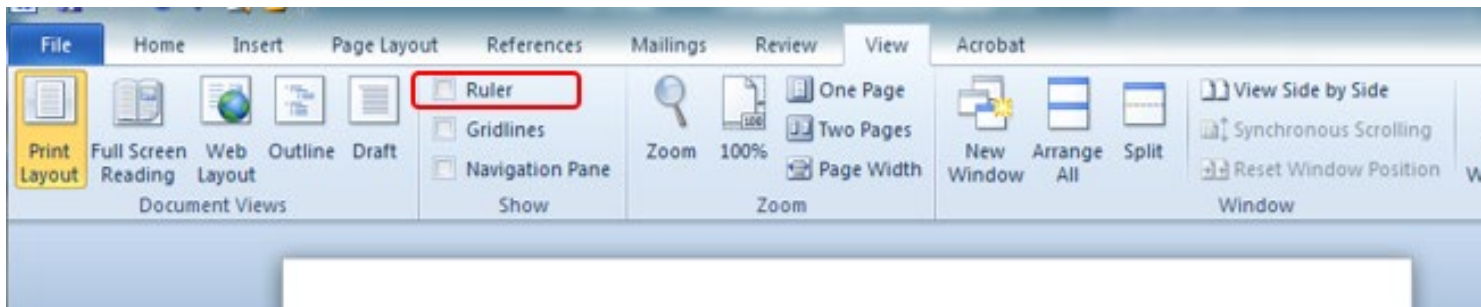 File Home Insert Page Layout References Mailings Review View Acrobat
Print Layout
Full Screen Reading
Web Layout
Outline
Draft
Document Views
Ruler
Gridlines
Navigation Pane
Show
Zoom
100
100%
One Page
Two Pages
Page Width
Zoom
New Window
Arrange All
Split
View Side by Side
Synchronous Scrolling
Reset Window Position
Window